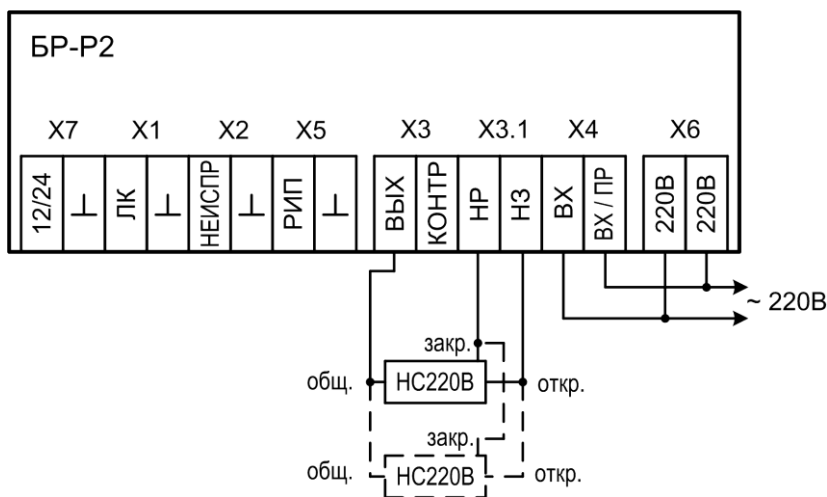 БР-Р2
X7 X1 X2 X5 X3 X3.1 X4 X6
12/24 ⊥ ЛК ⊥ НЕИСПР ⊥ РИП ⊥ ВЫХ КОНТР НР НЗ ВХ ВХ / ПР 220В 220В
~ 220В
закр.
общ. НС220В откр.
закр.
общ. НС220В откр.